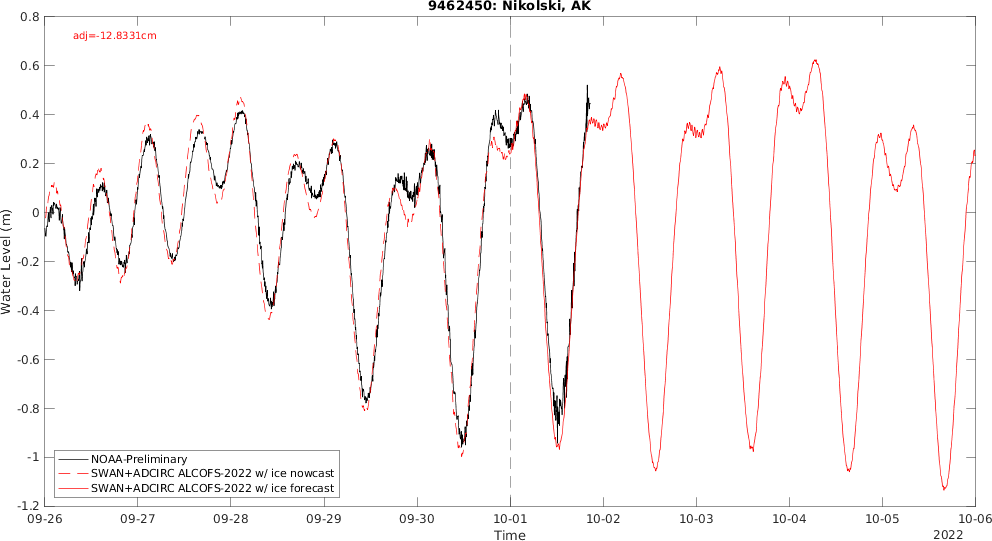 9462450: Nikolski, AK
adj=-12.8331cm
Water Level (m)
0.8
0.6
0.4
0.2
0
-0.2
-0.4
-0.6
-0.8
-1
-1.2
NOAA-Preliminary
SWAN+ADCIRC ALCOFS-2022 w/ ice nowcast
SWAN+ADCIRC ALCOFS-2022 w/ ice forecast
09-26 09-27 09-28 09-29 09-30 10-01 10-02 10-03 10-04 10-05 10-06
Time
2022